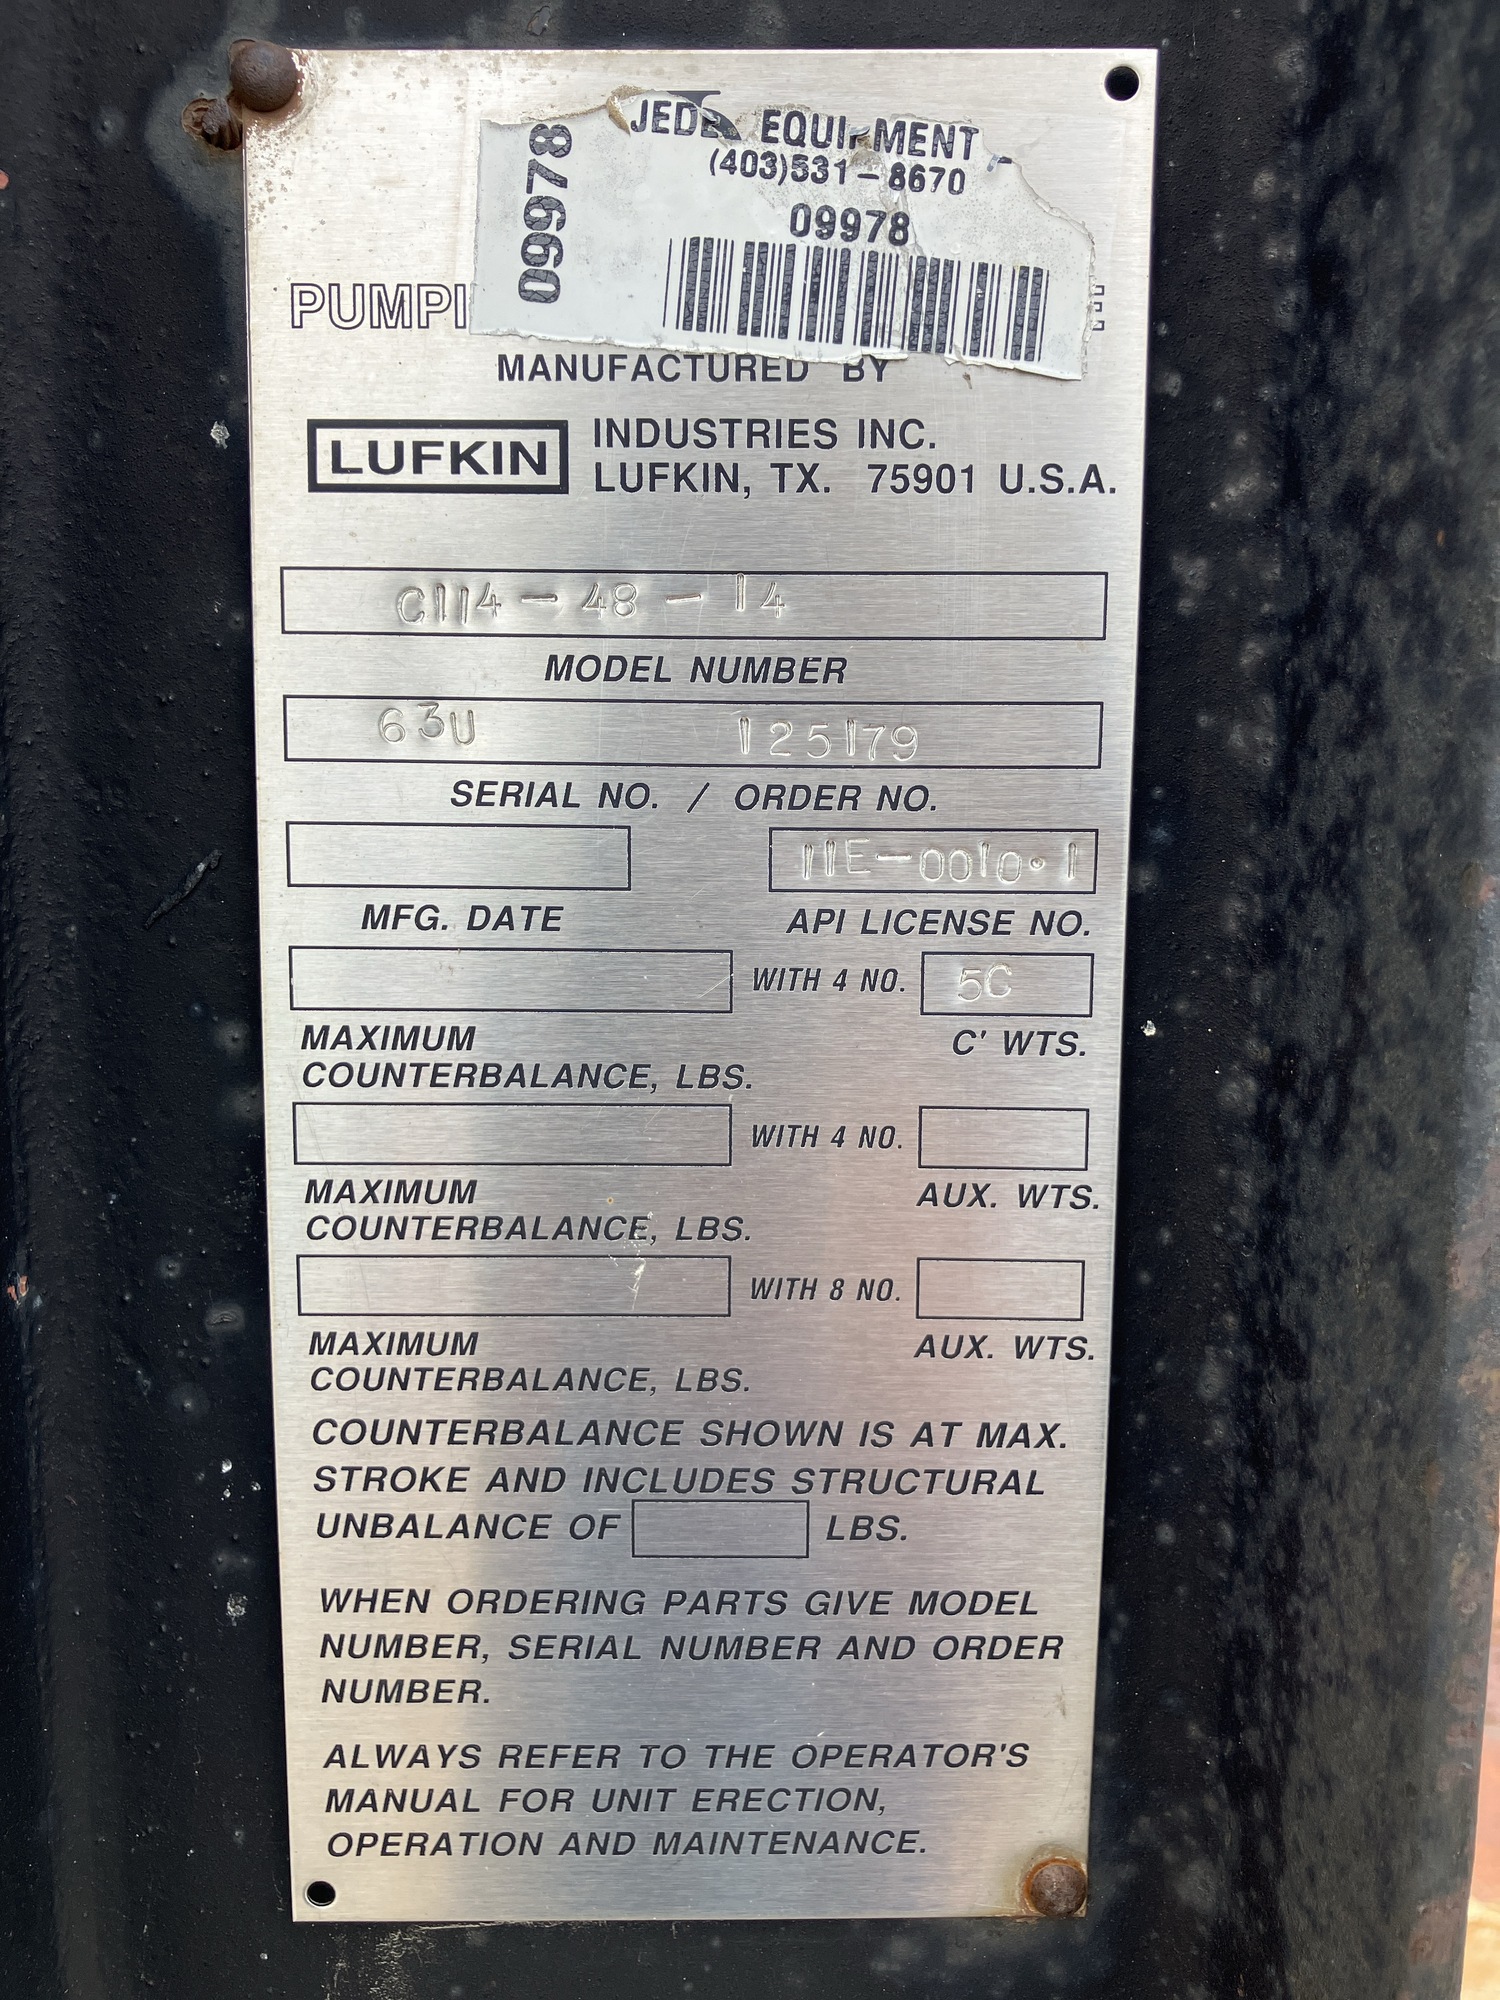 09978
EQUIPMENT
(403)531-8670
09978
MANUFACTURED BY
LUFKIN INDUSTRIES INC.
LUFKIN, TX. 75901 U.S.A.
C114-48-14
MODEL NUMBER
63U 125179
SERIAL NO. / ORDER NO.
11E-0010.1
MFG. DATE API LICENSE NO.
WITH 4 NO. 5C
MAXIMUM C' WTS.
COUNTERBALANCE, LBS.
WITH 4 NO.
MAXIMUM AUX. WTS.
COUNTERBALANCE, LBS.
WITH 8 NO.
MAXIMUM AUX. WTS.
COUNTERBALANCE, LBS.
COUNTERBALANCE SHOWN IS AT MAX.
STROKE AND INCLUDES STRUCTURAL
UNBALANCE OF LBS.
WHEN ORDERING PARTS GIVE MODEL
NUMBER, SERIAL NUMBER AND ORDER
NUMBER.
ALWAYS REFER TO THE OPERATOR'S
MANUAL FOR UNIT ERECTION,
OPERATION AND MAINTENANCE.